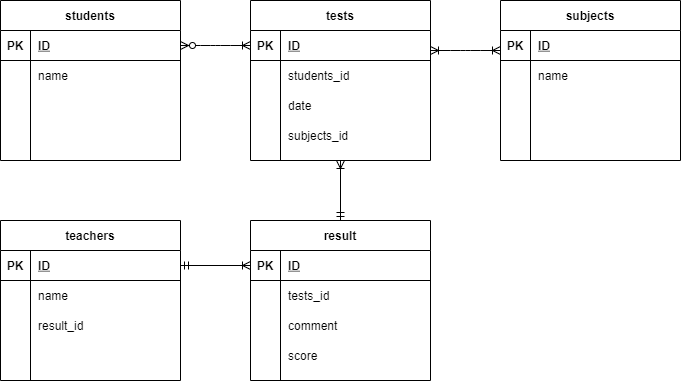 students
PK ID
name
tests
PK ID
students_id
date
subjects_id
subjects
PK ID
name
teachers
PK ID
name
result_id
result
PK ID
tests_id
comment
score